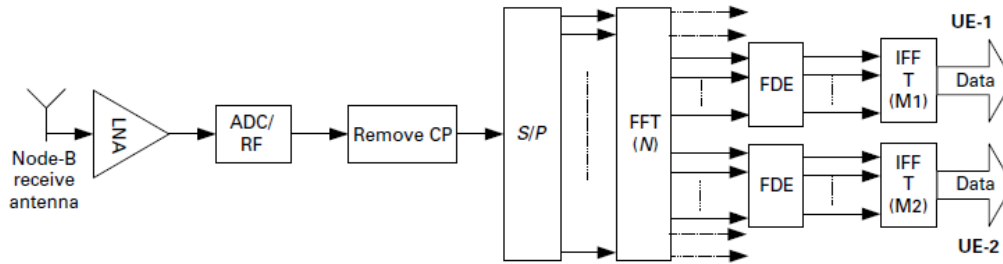 Node-B
receive
antenna
LNA
ADC/
RF
Remove CP
S/P
FFT
(N)
FDE
IFF
T
(M1)
UE-1
Data
FDE
IFF
T
(M2)
Data
UE-2